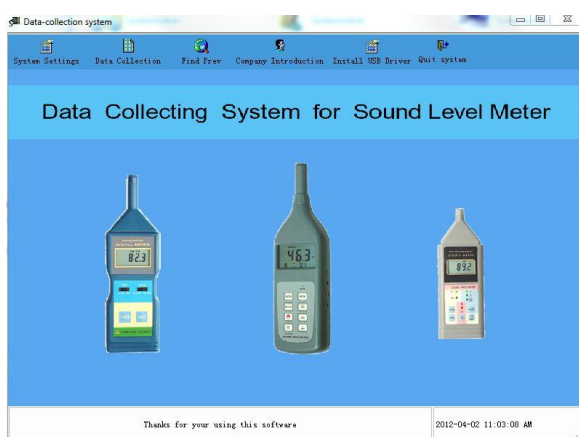 Data-collection system
System Settings Data Collection Find Prev Company Introduction Install USB Driver Quit system
Data Collecting System for Sound Level Meter
82.3
46.3
89.2
Thanks for your using this software
2012-04-02 11:03:08 AM